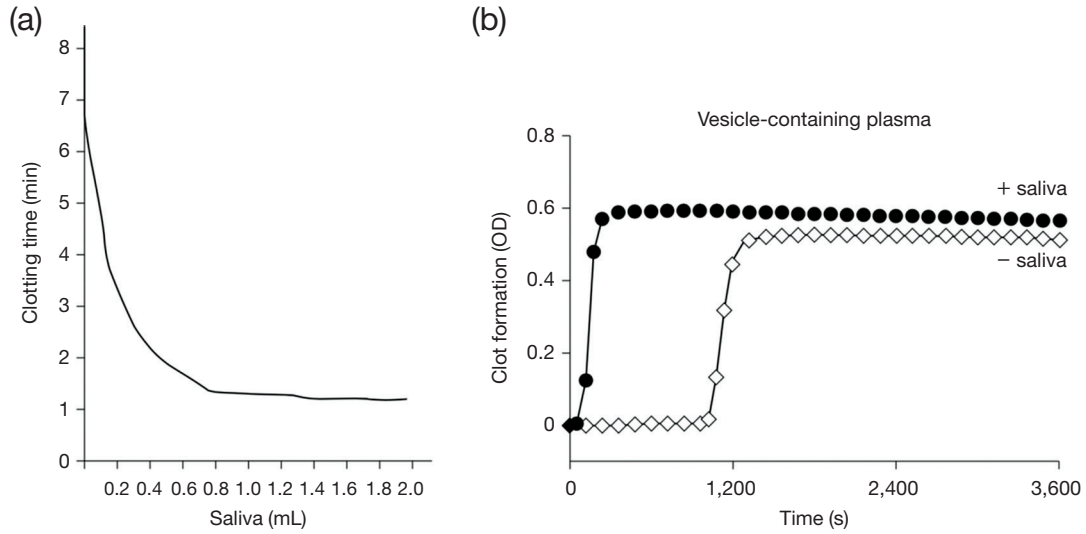 (a)
8
7
6
5
4
3
2
1
0
Clotting time (min)
0.2 0.4 0.6 0.8 1.0 1.2 1.4 1.6 1.8 2.0
Saliva (mL)
(b)
Vesicle-containing plasma
0.8
0.6
0.4
0.2
0
Clot formation (OD)
+ saliva
− saliva
0 1,200 2,400 3,600
Time (s)